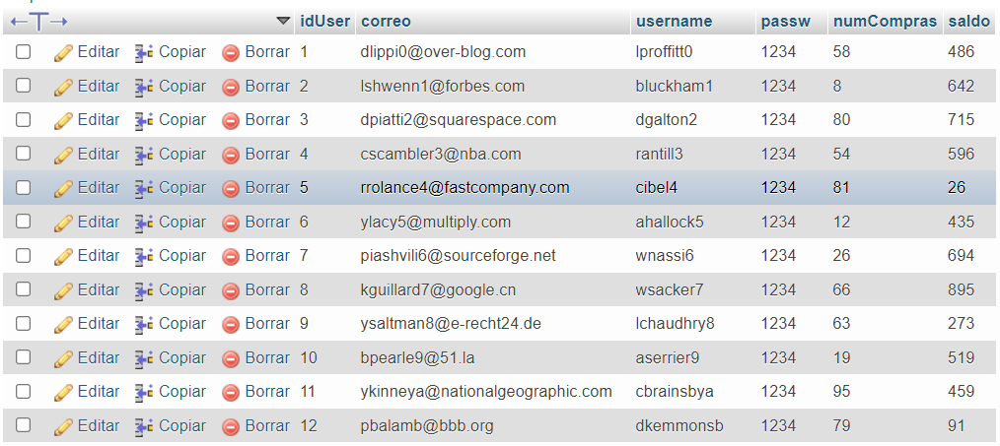 idUser correo username passw numCompras saldo
Editar Copiar Borrar 1 dlippi0@over-blog.com lproffitt0 1234 58 486
Editar Copiar Borrar 2 lshwenn1@forbes.com bluckham1 1234 8 642
Editar Copiar Borrar 3 dpiatti2@squarespace.com dgalton2 1234 80 715
Editar Copiar Borrar 4 cscambler3@nba.com rantill3 1234 54 596
Editar Copiar Borrar 5 rrolance4@fastcompany.com cibel4 1234 81 26
Editar Copiar Borrar 6 ylacy5@multiply.com ahallock5 1234 12 435
Editar Copiar Borrar 7 piashvili6@sourceforge.net wnassi6 1234 26 694
Editar Copiar Borrar 8 kguillard7@google.cn wsacker7 1234 66 895
Editar Copiar Borrar 9 ysaltman8@e-recht24.de lchaudhry8 1234 63 273
Editar Copiar Borrar 10 bpearle9@51.la aserrier9 1234 19 519
Editar Copiar Borrar 11 ykinneya@nationalgeographic.com cbrainsbya 1234 95 459
Editar Copiar Borrar 12 pbalamb@bbb.org dkemmonsb 1234 79 91